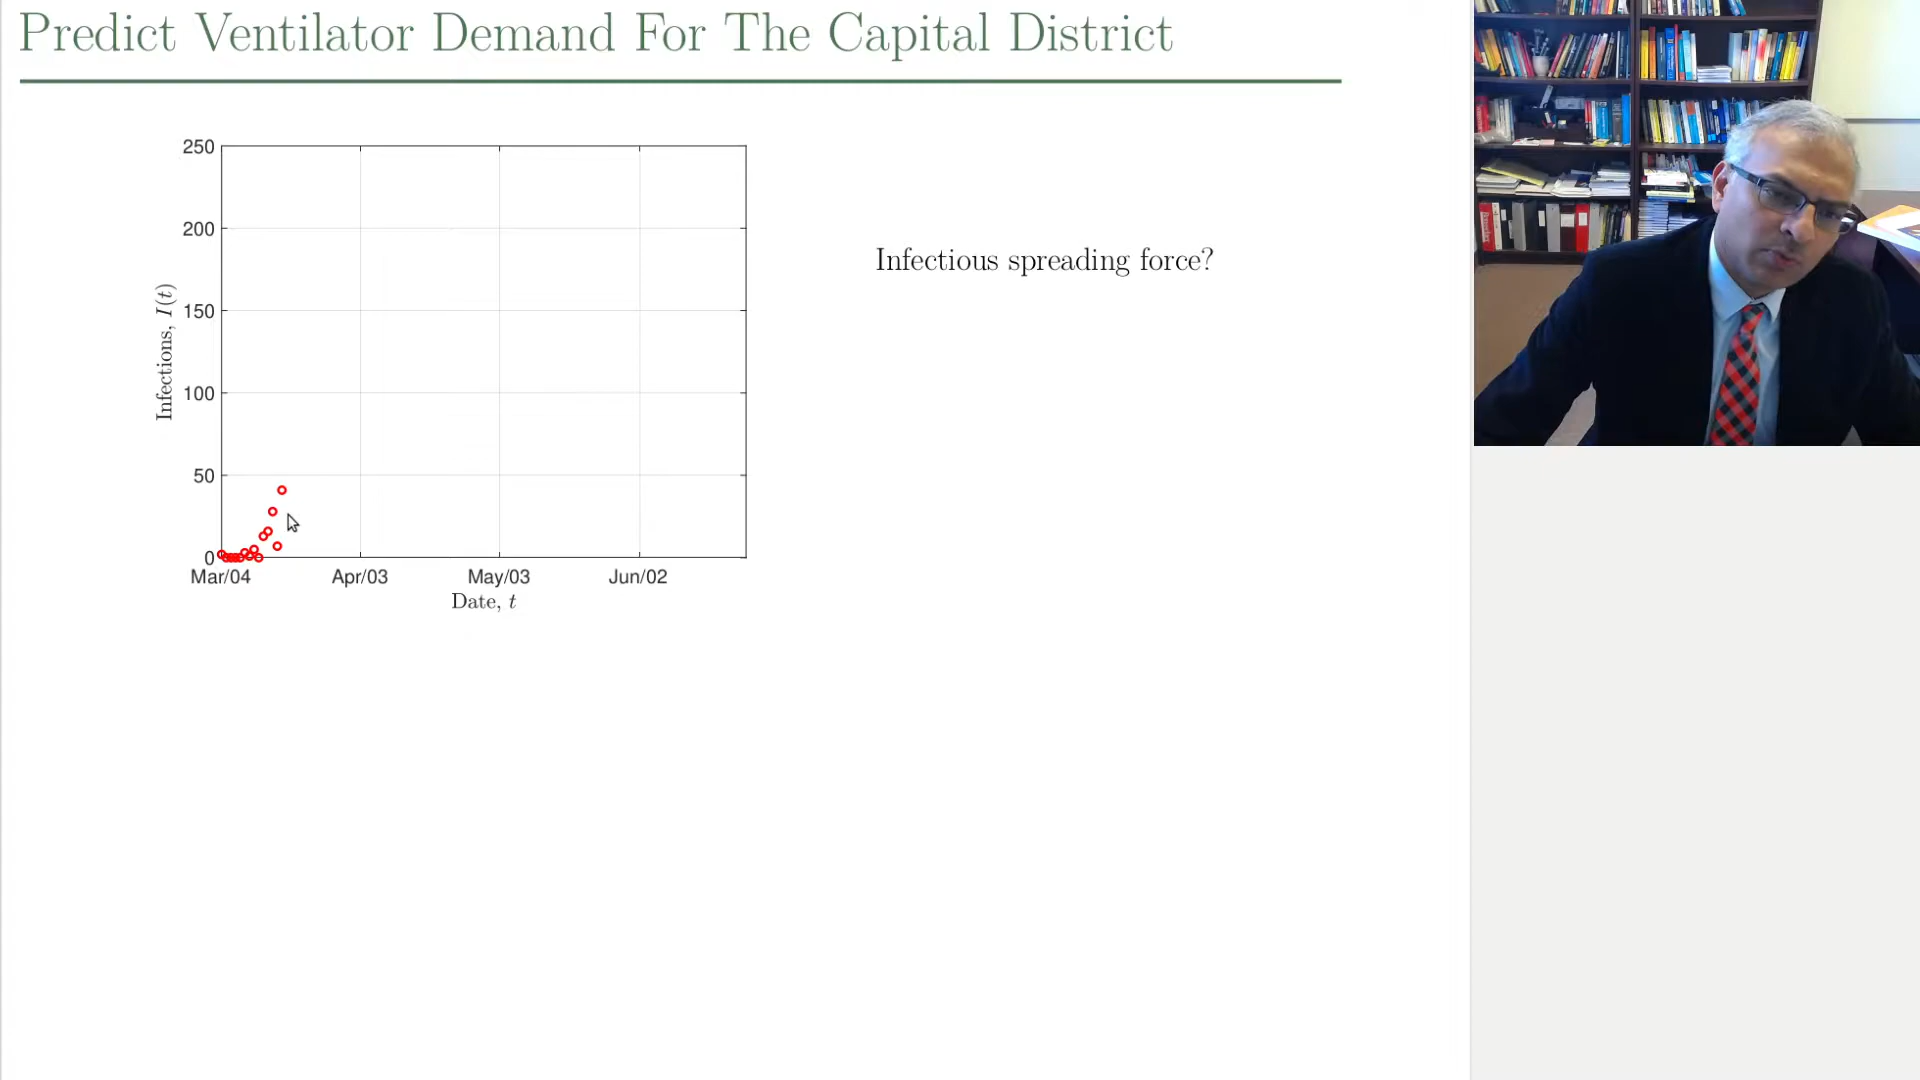 Predict Ventilator Demand For The Capital District
250
200
150
100
50
0
Infections, I(t)
Mar/04 Apr/03 May/03 Jun/02
Date, t
Infectious spreading force?